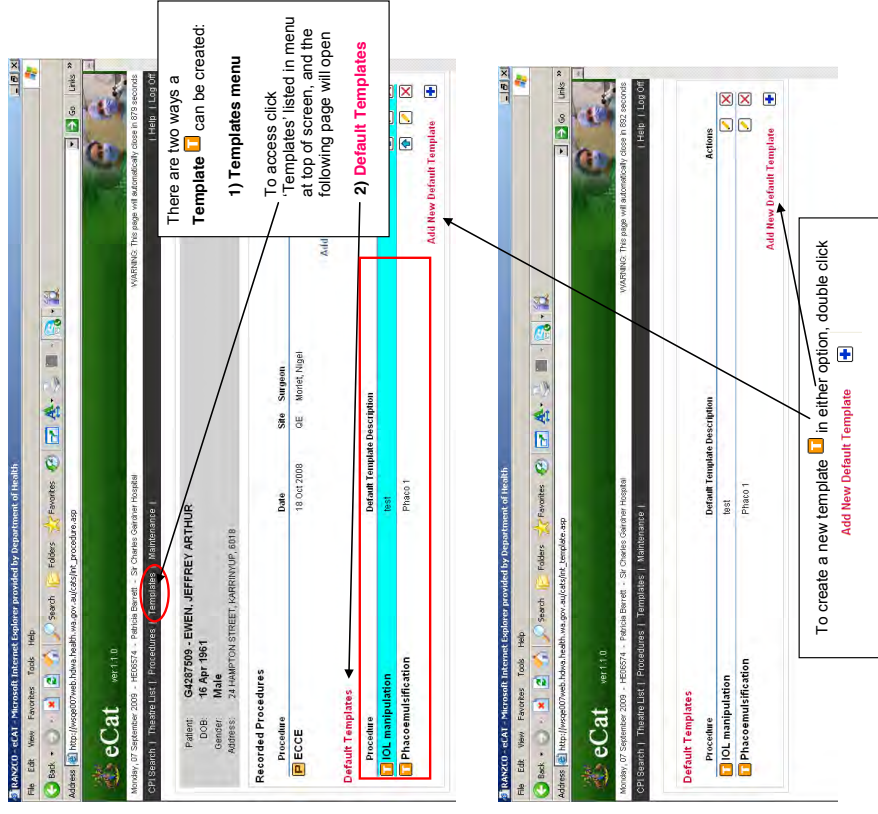 RANZCO - eCAT - Microsoft Internet Explorer provided by Department of Health
File Edit View Favorites Tools Help
Back Search Folders Favorites
Address http://wsqe007web.hdwa.health.wa.gov.au/cats/int_procedure.asp Go Links »
eCat ver:1.1.0
Monday, 07 September 2009 - HE06574 - Patricia Barrett - Sir Charles Gairdner Hospital WARNING: This page will automatically close in 879 seconds
CPI Search | Theatre List | Procedures | Templates | Maintenance | | Help | Log Off
Patient: G4287509 - EWEN, JEFFREY ARTHUR
DOB: 16 Apr 1961
Gender: Male
Address: 24 HAMPTON STREET, KARRINYUP, 6018
Recorded Procedures
Procedure Date Site Surgeon
P ECCE 18 Oct 2008 QE Morlet, Nigel
Add
Default Templates
Procedure Default Template Description
T IOL manipulation test
T Phacoemulsification Phaco 1
Add New Default Template
There are two ways a
Template T can be created:
1) Templates menu
To access click
‘Templates’ listed in menu
at top of screen, and the
following page will open
2) Default Templates
RANZCO - eCAT - Microsoft Internet Explorer provided by Department of Health
File Edit View Favorites Tools Help
Back Search Folders Favorites
Address http://wsqe007web.hdwa.health.wa.gov.au/cats/int_template.asp Go Links »
eCat ver:1.1.0
Monday, 07 September 2009 - HE06574 - Patricia Barrett - Sir Charles Gairdner Hospital WARNING: This page will automatically close in 892 seconds
CPI Search | Theatre List | Procedures | Templates | Maintenance | | Help | Log Off
Default Templates
Procedure Default Template Description Actions
T IOL manipulation test
T Phacoemulsification Phaco 1
Add New Default Template
To create a new template T in either option, double click
Add New Default Template